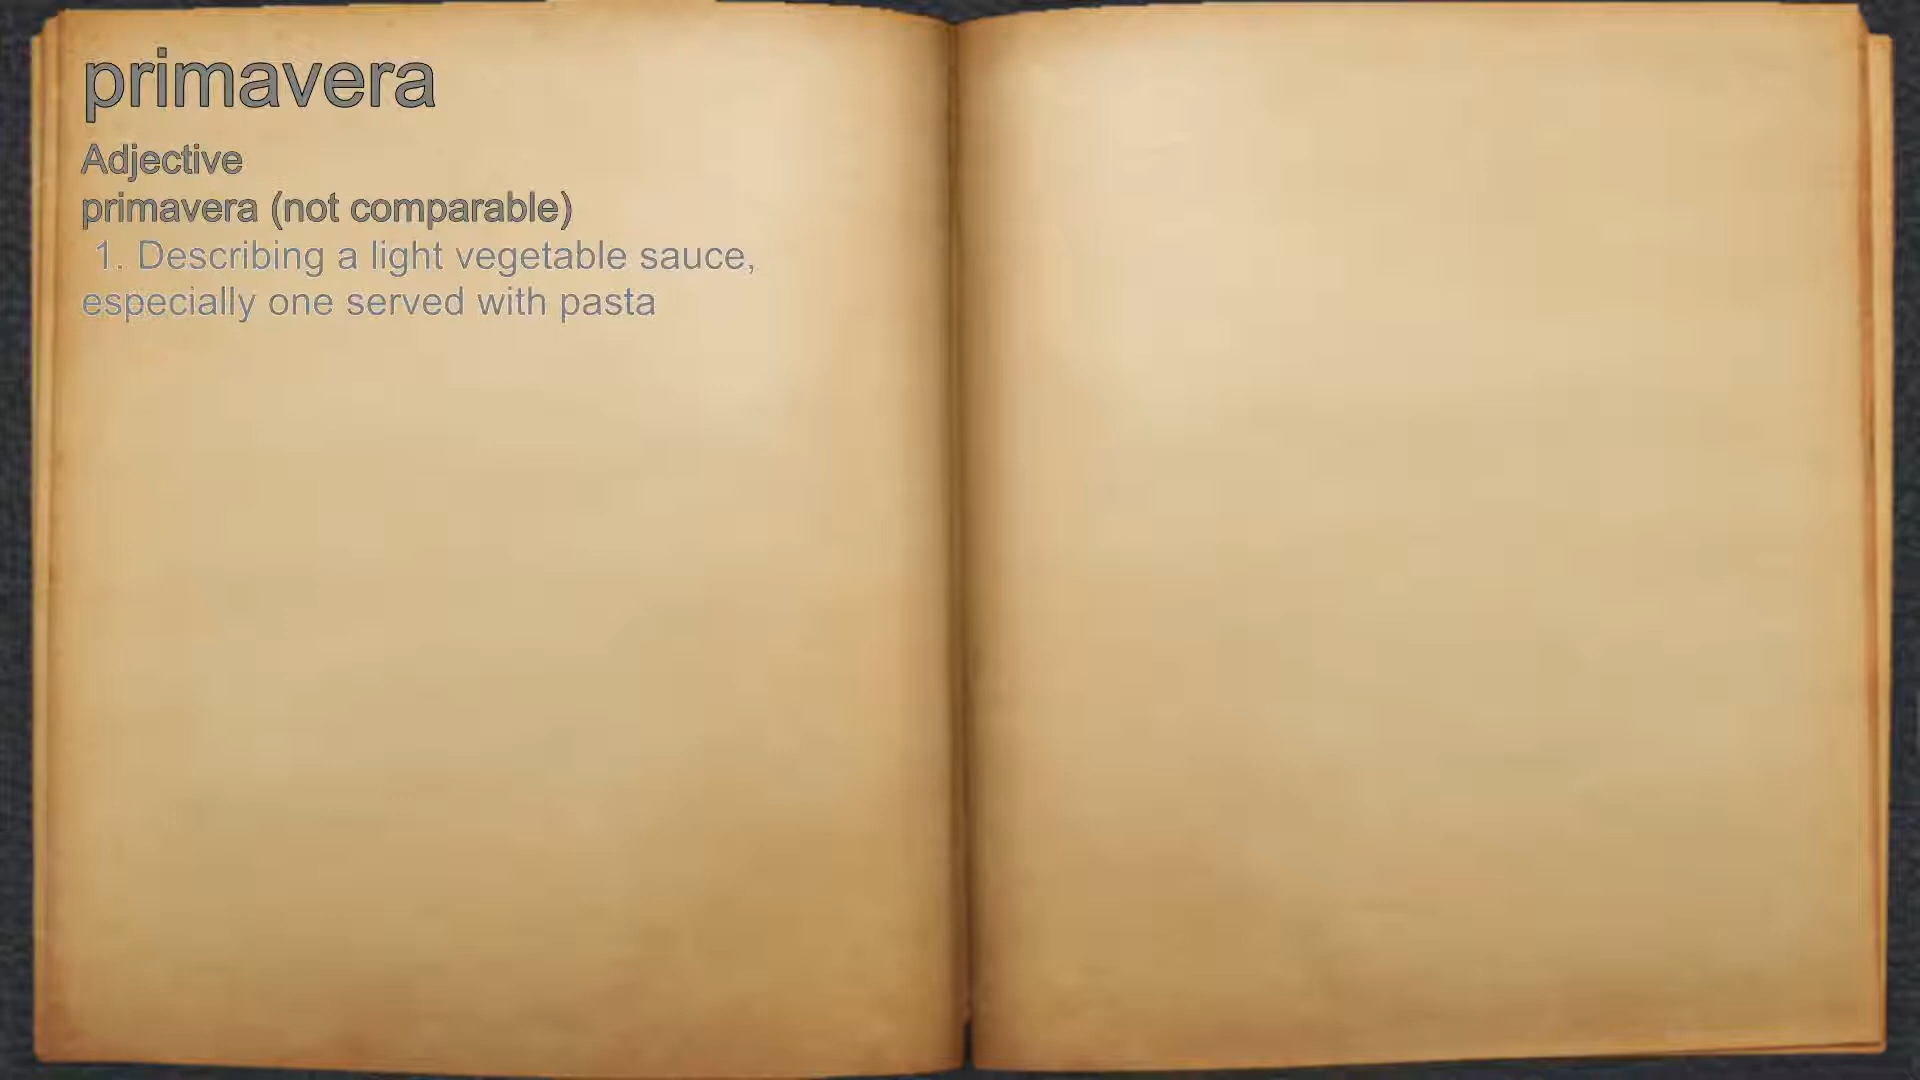 primavera
Adjective
primavera (not comparable)
1. Describing a light vegetable sauce,
especially one served with pasta